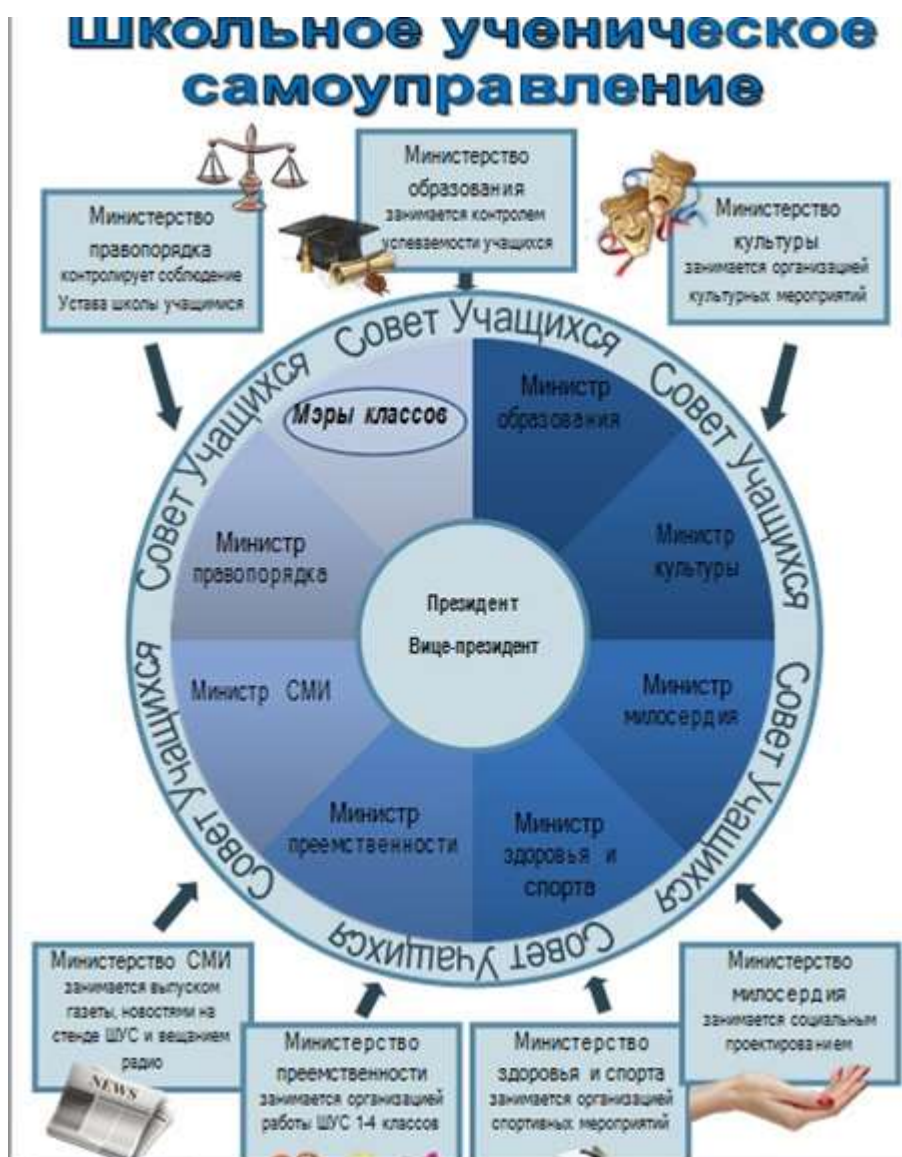 Школьное ученическое
самоуправление
Министерство
образования
занимается контролем
успеваемости учащихся
Министерство
правопорядка
контролирует соблюдение
Устава школы учащимися
Министерство
культуры
занимается организацией
культурных мероприятий
Совет Учащихся
Совет Учащихся
Совет Учащихся
Совет Учащихся
Совет Учащихся
Совет Учащихся
Мэры классов
Министр
образования
Министр
правопорядка
Министр
культуры
Президент
Вице-президент
Министр СМИ
Министр
милосердия
Министр
преемственности
Министр
здоровья и
спорта
Министерство СМИ
занимается выпуском
газеты, новостями на
стенде ШУС и вещанием
радио
NEWS
Министерство
преемственности
занимается организацией
работы ШУС 1-4 классов
Министерство
здоровья и спорта
занимается организацией
спортивных мероприятий
Министерство
милосердия
занимается социальным
проектированием